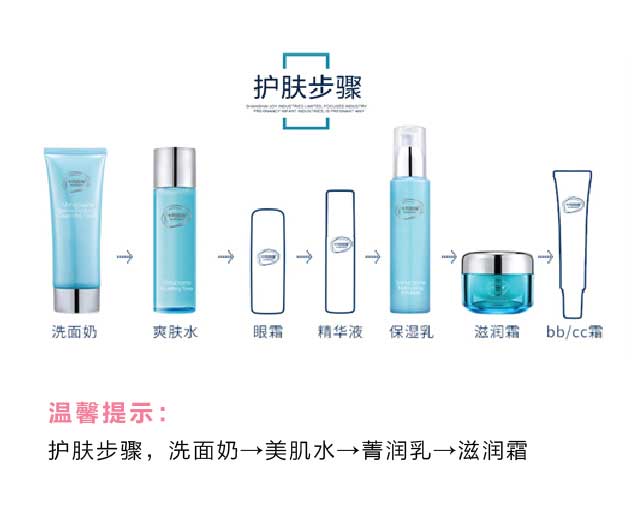 护肤步骤
SHANGHAI JOY INDUSTRIES LIMITED, FOCUSED INDUSTRY
PREGNANCY INFANT INDUSTRIES, IS PREGNANT WAY
→ → → → → →
洗面奶 爽肤水 眼霜 精华液 保湿乳 滋润霜 bb/cc霜
温馨提示：
护肤步骤，洗面奶→美肌水→菁润乳→滋润霜